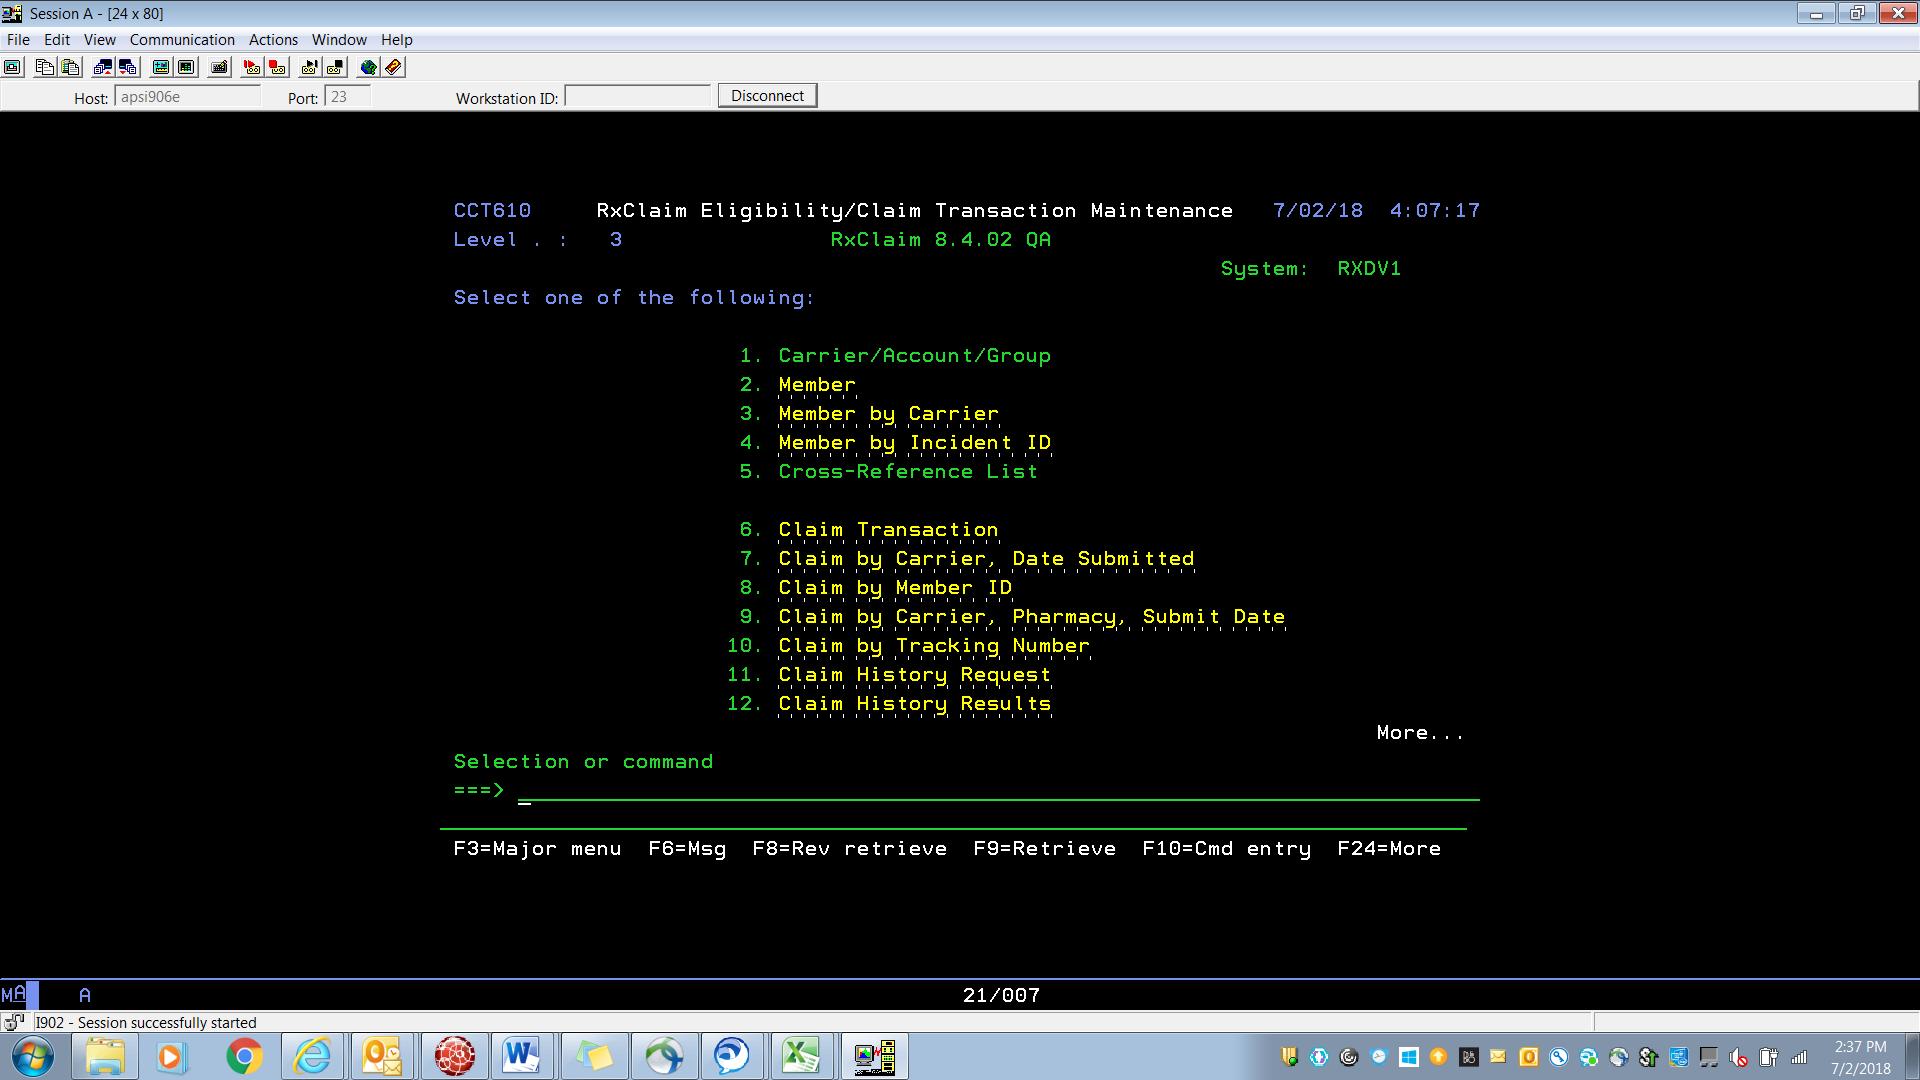 Session A - [24 x 80]
File Edit View Communication Actions Window Help
Host: apsi906e Port: 23 Workstation ID: Disconnect
CCT610 RxClaim Eligibility/Claim Transaction Maintenance 7/02/18 4:07:17
Level . : 3 RxClaim 8.4.02 QA
System: RXDV1
Select one of the following:
1. Carrier/Account/Group
2. Member
3. Member by Carrier
4. Member by Incident ID
5. Cross-Reference List
6. Claim Transaction
7. Claim by Carrier, Date Submitted
8. Claim by Member ID
9. Claim by Carrier, Pharmacy, Submit Date
10. Claim by Tracking Number
11. Claim History Request
12. Claim History Results
More...
Selection or command
===>
F3=Major menu F6=Msg F8=Rev retrieve F9=Retrieve F10=Cmd entry F24=More
MA A 21/007
I902 - Session successfully started
2:37 PM
7/2/2018